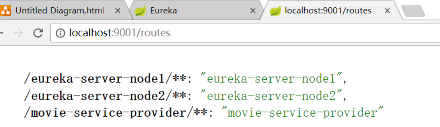 Untitled Diagram.html
Eureka
localhost:9001/routes
localhost:9001/routes
/eureka-server-node1/**: "eureka-server-node1",
/eureka-server-node2/**: "eureka-server-node2",
/movie-service-provider/**: "movie-service-provider"